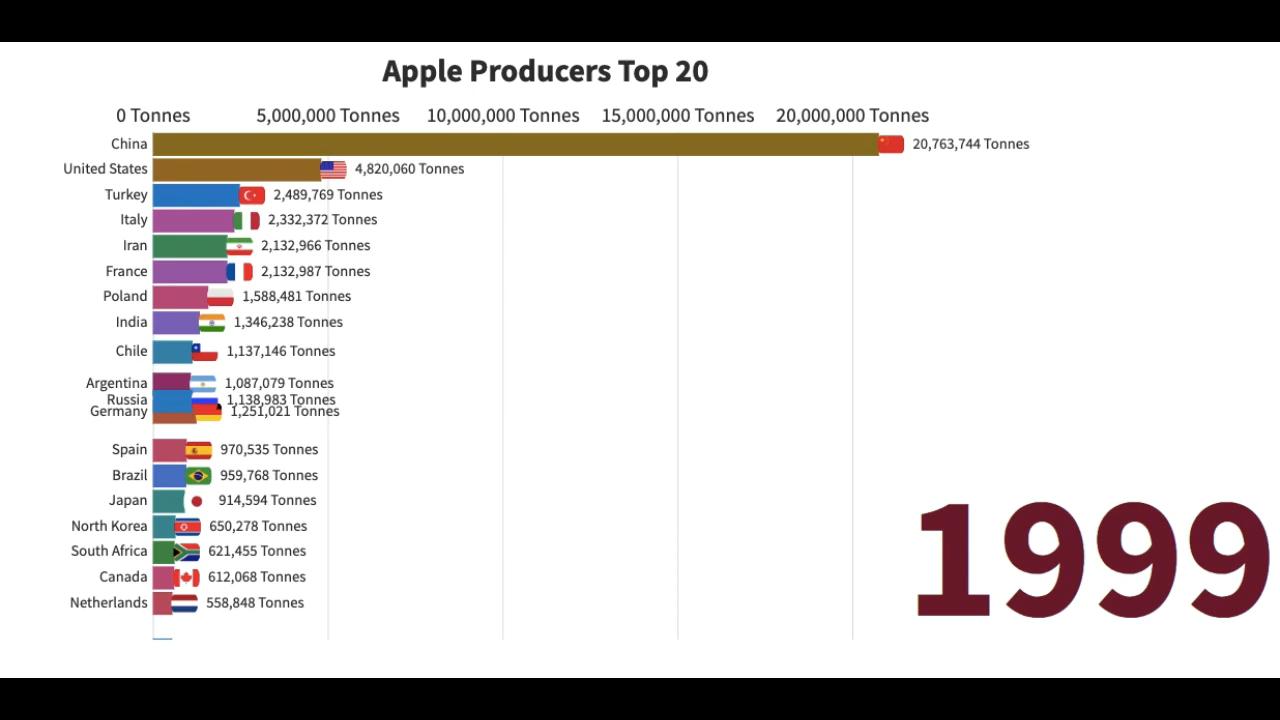 Apple Producers Top 20
0 Tonnes 5,000,000 Tonnes 10,000,000 Tonnes 15,000,000 Tonnes 20,000,000 Tonnes
China 20,763,744 Tonnes
United States 4,820,060 Tonnes
Turkey 2,489,769 Tonnes
Italy 2,332,372 Tonnes
Iran 2,132,966 Tonnes
France 2,132,987 Tonnes
Poland 1,588,481 Tonnes
India 1,346,238 Tonnes
Chile 1,137,146 Tonnes
Argentina 1,087,079 Tonnes
Russia 1,138,983 Tonnes
Germany 1,251,021 Tonnes
Spain 970,535 Tonnes
Brazil 959,768 Tonnes
Japan 914,594 Tonnes
North Korea 650,278 Tonnes
South Africa 621,455 Tonnes
Canada 612,068 Tonnes
Netherlands 558,848 Tonnes
1999